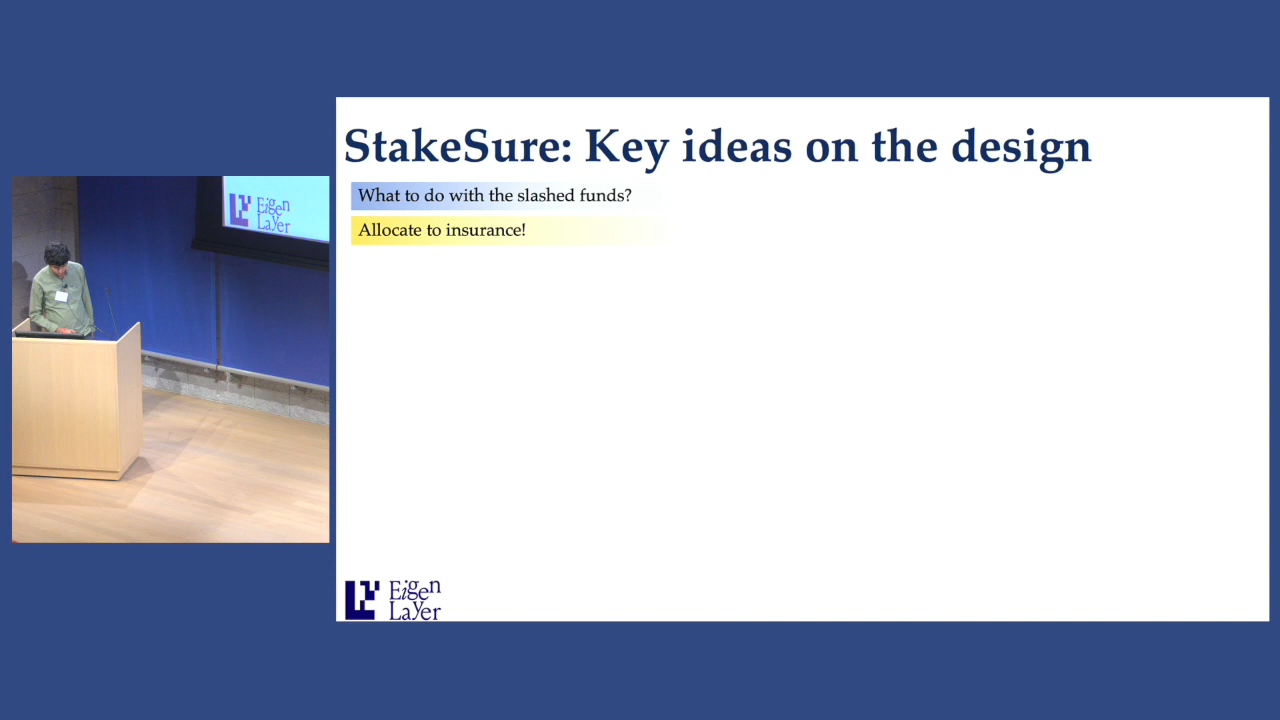 StakeSure: Key ideas on the design
What to do with the slashed funds?
Allocate to insurance!
Eigen
Layer
Eigen
Layer